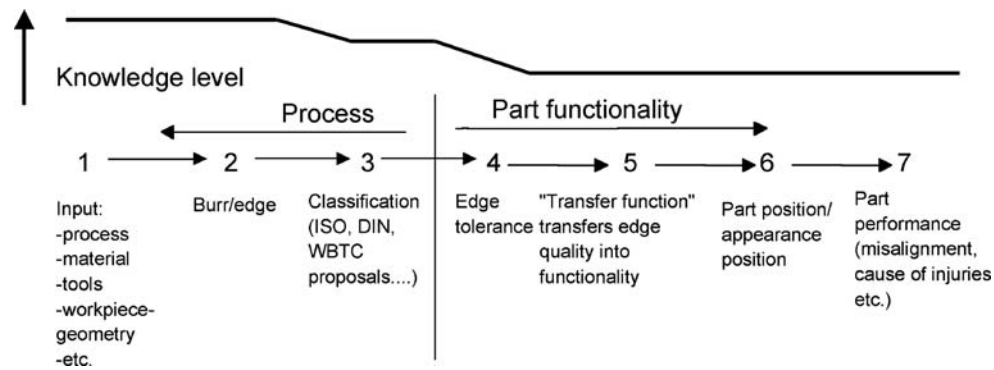 Knowledge level
Process
Part functionality
1
2
3
4
5
6
7
Input:
-process
-material
-tools
-workpiece-
geometry
-etc.
Burr/edge
Classification
(ISO, DIN,
WBTC
proposals....)
Edge
tolerance
"Transfer function"
transfers edge
quality into
functionality
Part position/
appearance
position
Part
performance
(misalignment,
cause of injuries
etc.)